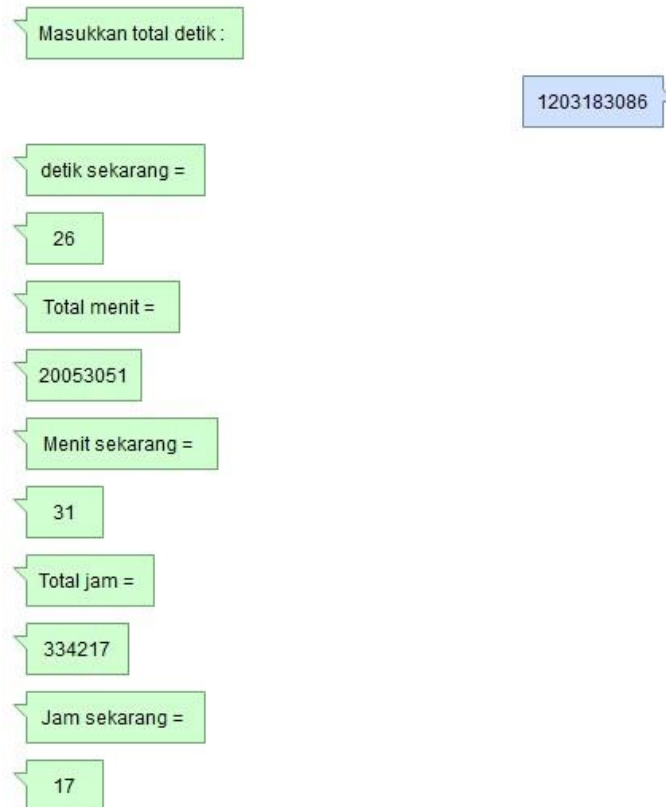 Masukkan total detik :
1203183086
detik sekarang =
26
Total menit =
20053051
Menit sekarang =
31
Total jam =
334217
Jam sekarang =
17